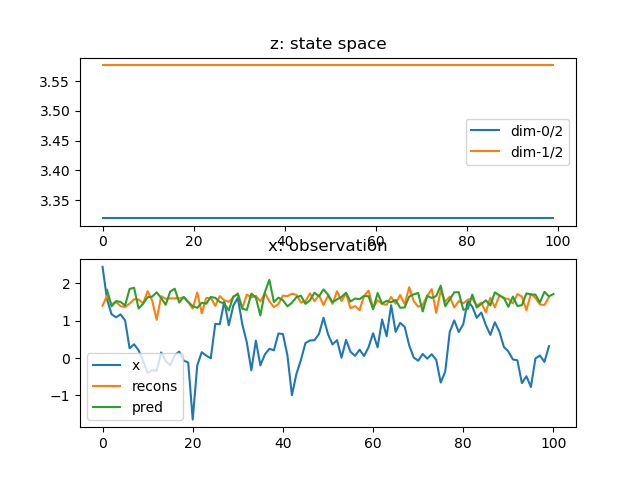 z: state space
3.55
3.50
3.45
3.40
3.35
dim-0/2
dim-1/2
0 20 40 60 80 100
x: observation
2
1
0
−1
x
recons
pred
0 20 40 60 80 100